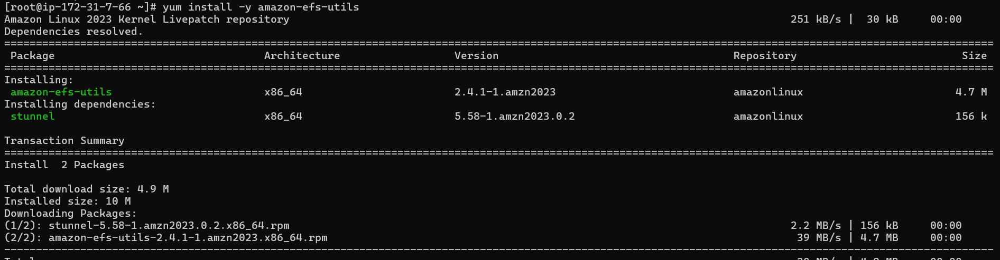 [root@ip-172-31-7-66 ~]# yum install -y amazon-efs-utils
Amazon Linux 2023 Kernel Livepatch repository 251 kB/s | 30 kB 00:00
Dependencies resolved.
================================================================================
Package Architecture Version Repository Size
================================================================================
Installing:
amazon-efs-utils x86_64 2.4.1-1.amzn2023 amazonlinux 4.7 M
Installing dependencies:
stunnel x86_64 5.58-1.amzn2023.0.2 amazonlinux 156 k
Transaction Summary
================================================================================
Install 2 Packages
Total download size: 4.9 M
Installed size: 10 M
Downloading Packages:
(1/2): stunnel-5.58-1.amzn2023.0.2.x86_64.rpm 2.2 MB/s | 156 kB 00:00
(2/2): amazon-efs-utils-2.4.1-1.amzn2023.x86_64.rpm 39 MB/s | 4.7 MB 00:00
--------------------------------------------------------------------------------